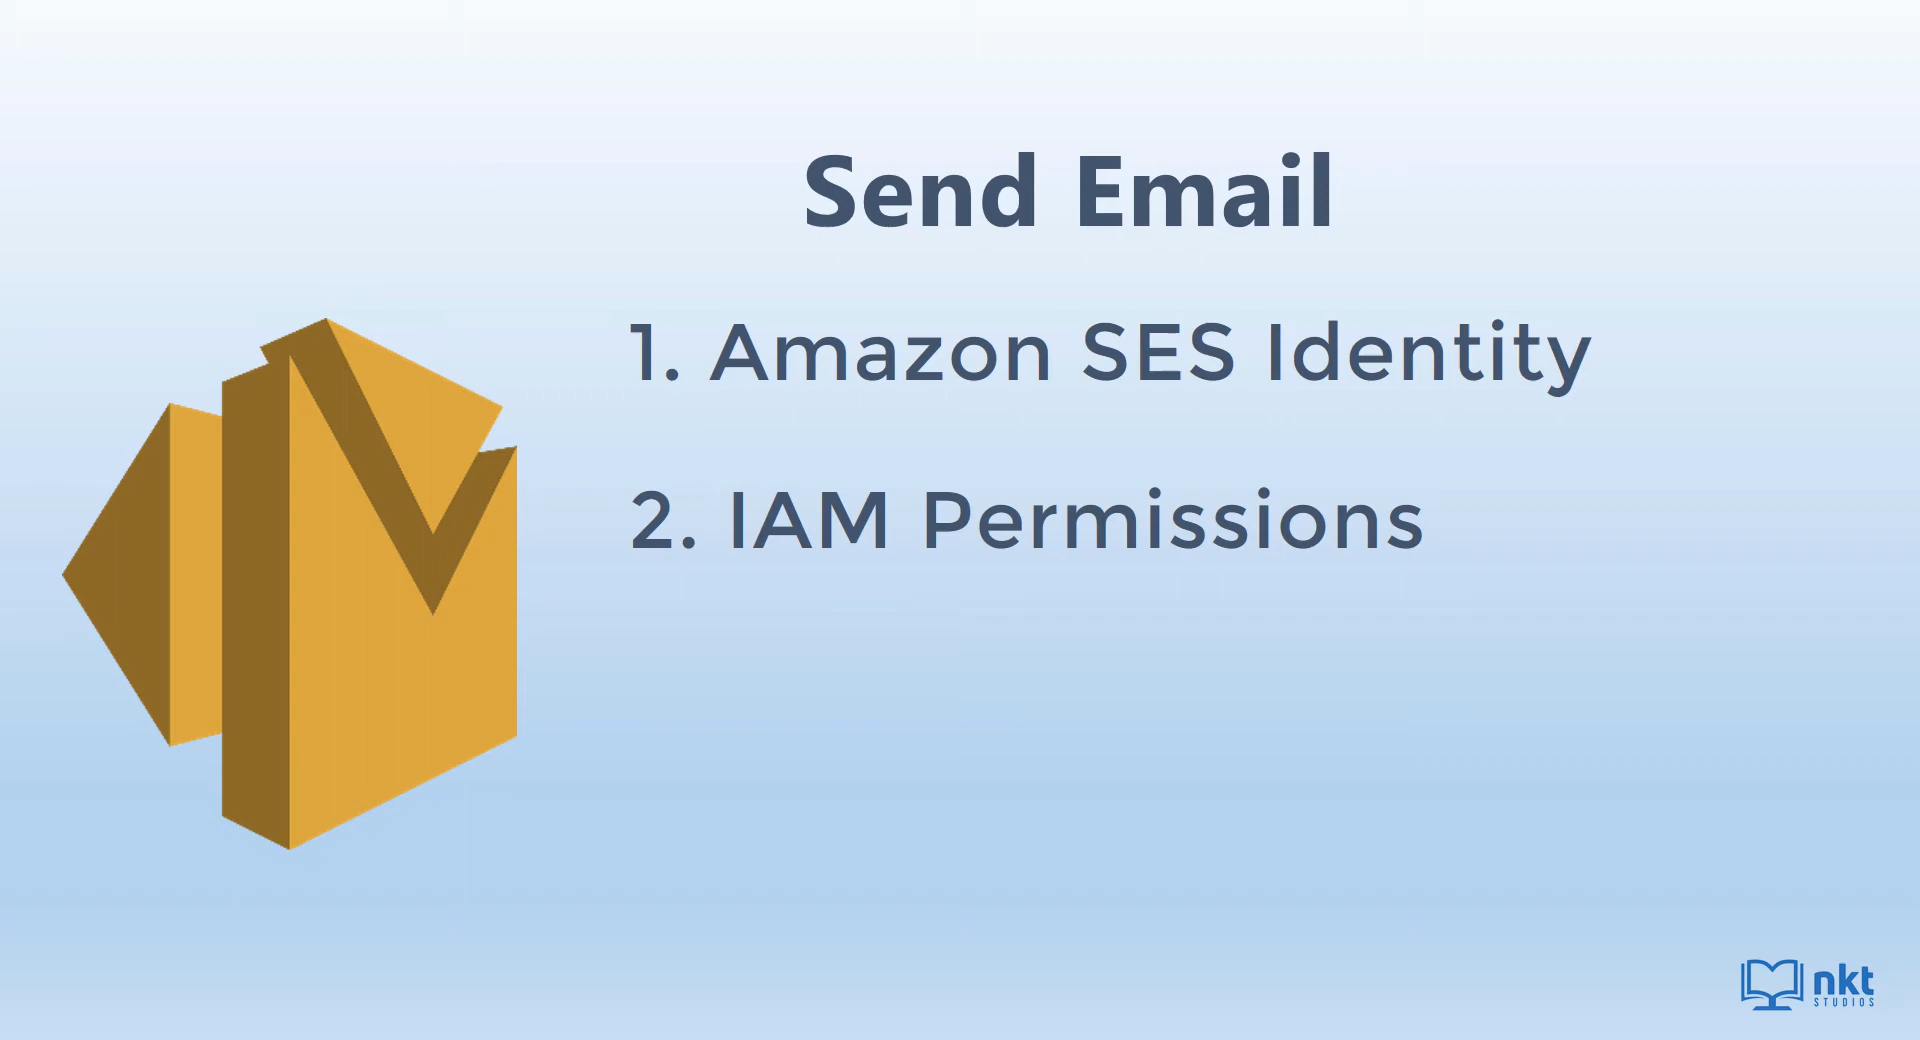 Send Email
1. Amazon SES Identity
2. IAM Permissions
nkt
STUDIOS